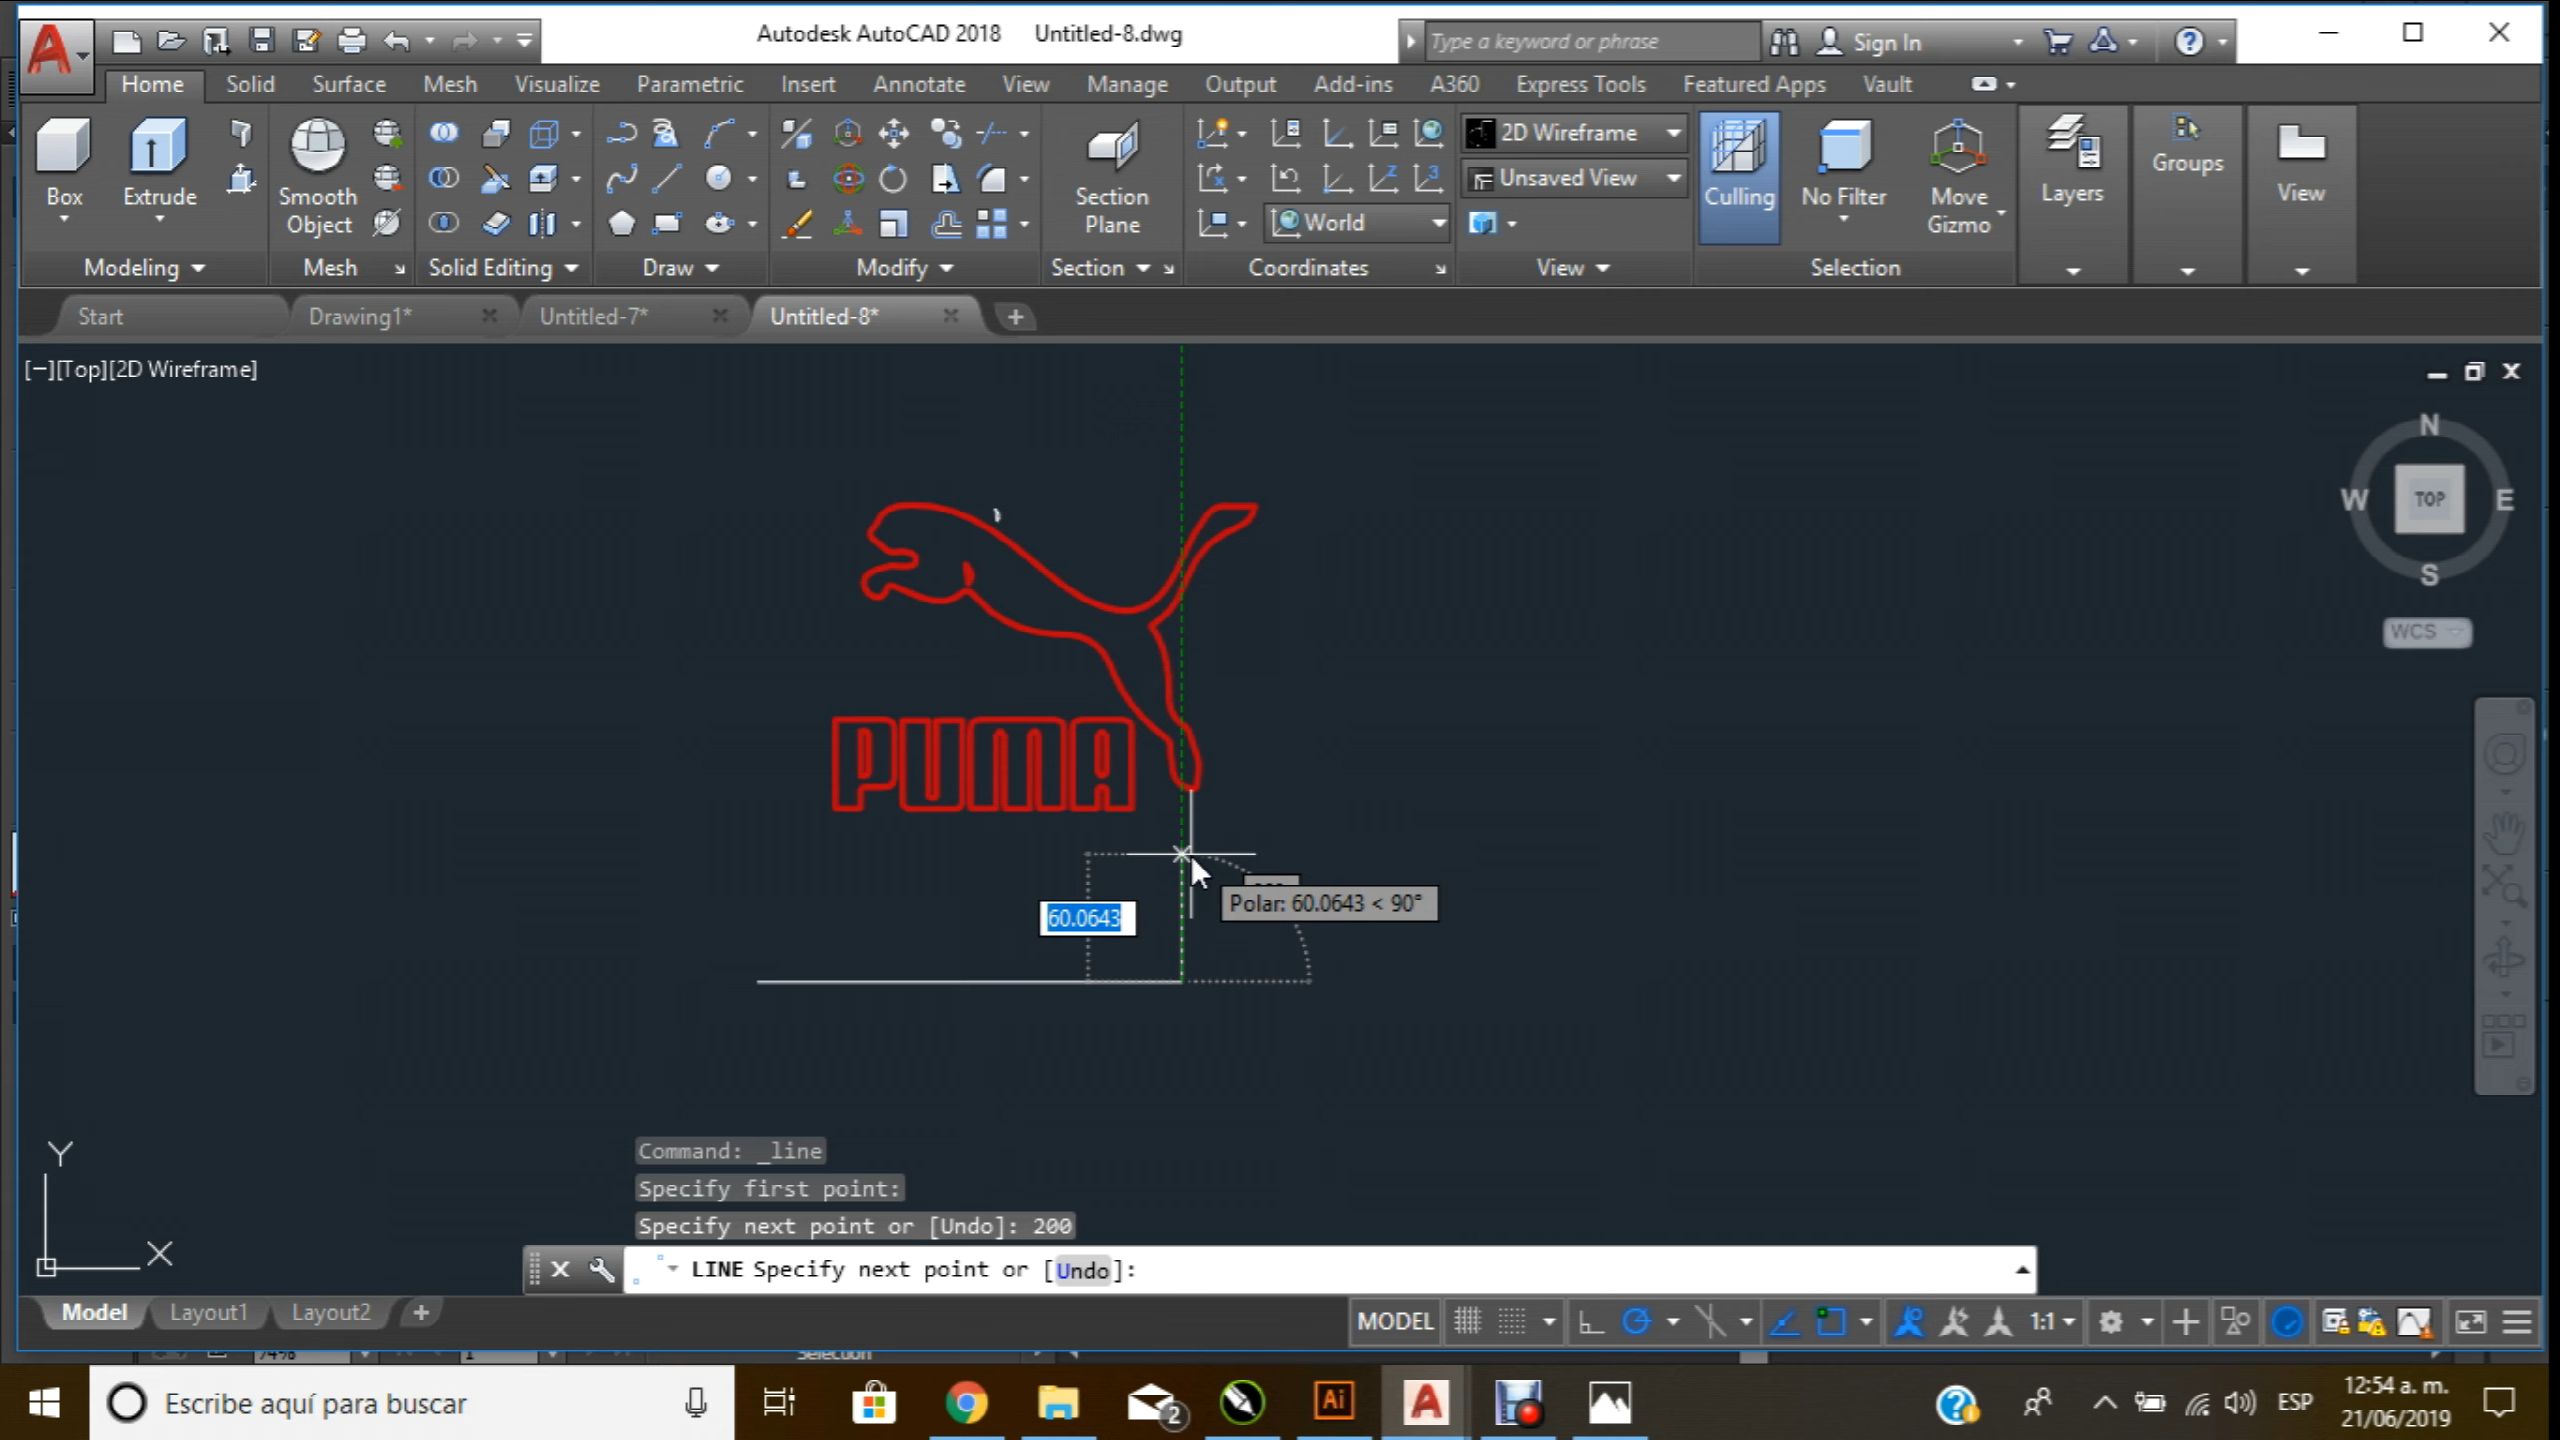 Autodesk AutoCAD 2018 Untitled-8.dwg
Type a keyword or phrase
Sign In
Home Solid Surface Mesh Visualize Parametric Insert Annotate View Manage Output Add-ins A360 Express Tools Featured Apps Vault
Box
Extrude
Smooth Object
Section Plane
2D Wireframe
Unsaved View
World
Culling
No Filter
Move Gizmo
Layers
Groups
View
Modeling Mesh Solid Editing Draw Modify Section Coordinates View Selection
Start Drawing1* Untitled-7* Untitled-8*
[−][Top][2D Wireframe]
N
W TOP E
S
WCS
PUMA
60.0643
Polar: 60.0643 < 90°
Y
X
Command: _line
Specify first point:
Specify next point or [Undo]: 200
LINE Specify next point or [Undo]:
Model Layout1 Layout2
MODEL 1:1
74% 1 Selection
Escribe aquí para buscar
2
Ai
A
ESP
12:54 a. m.
21/06/2019